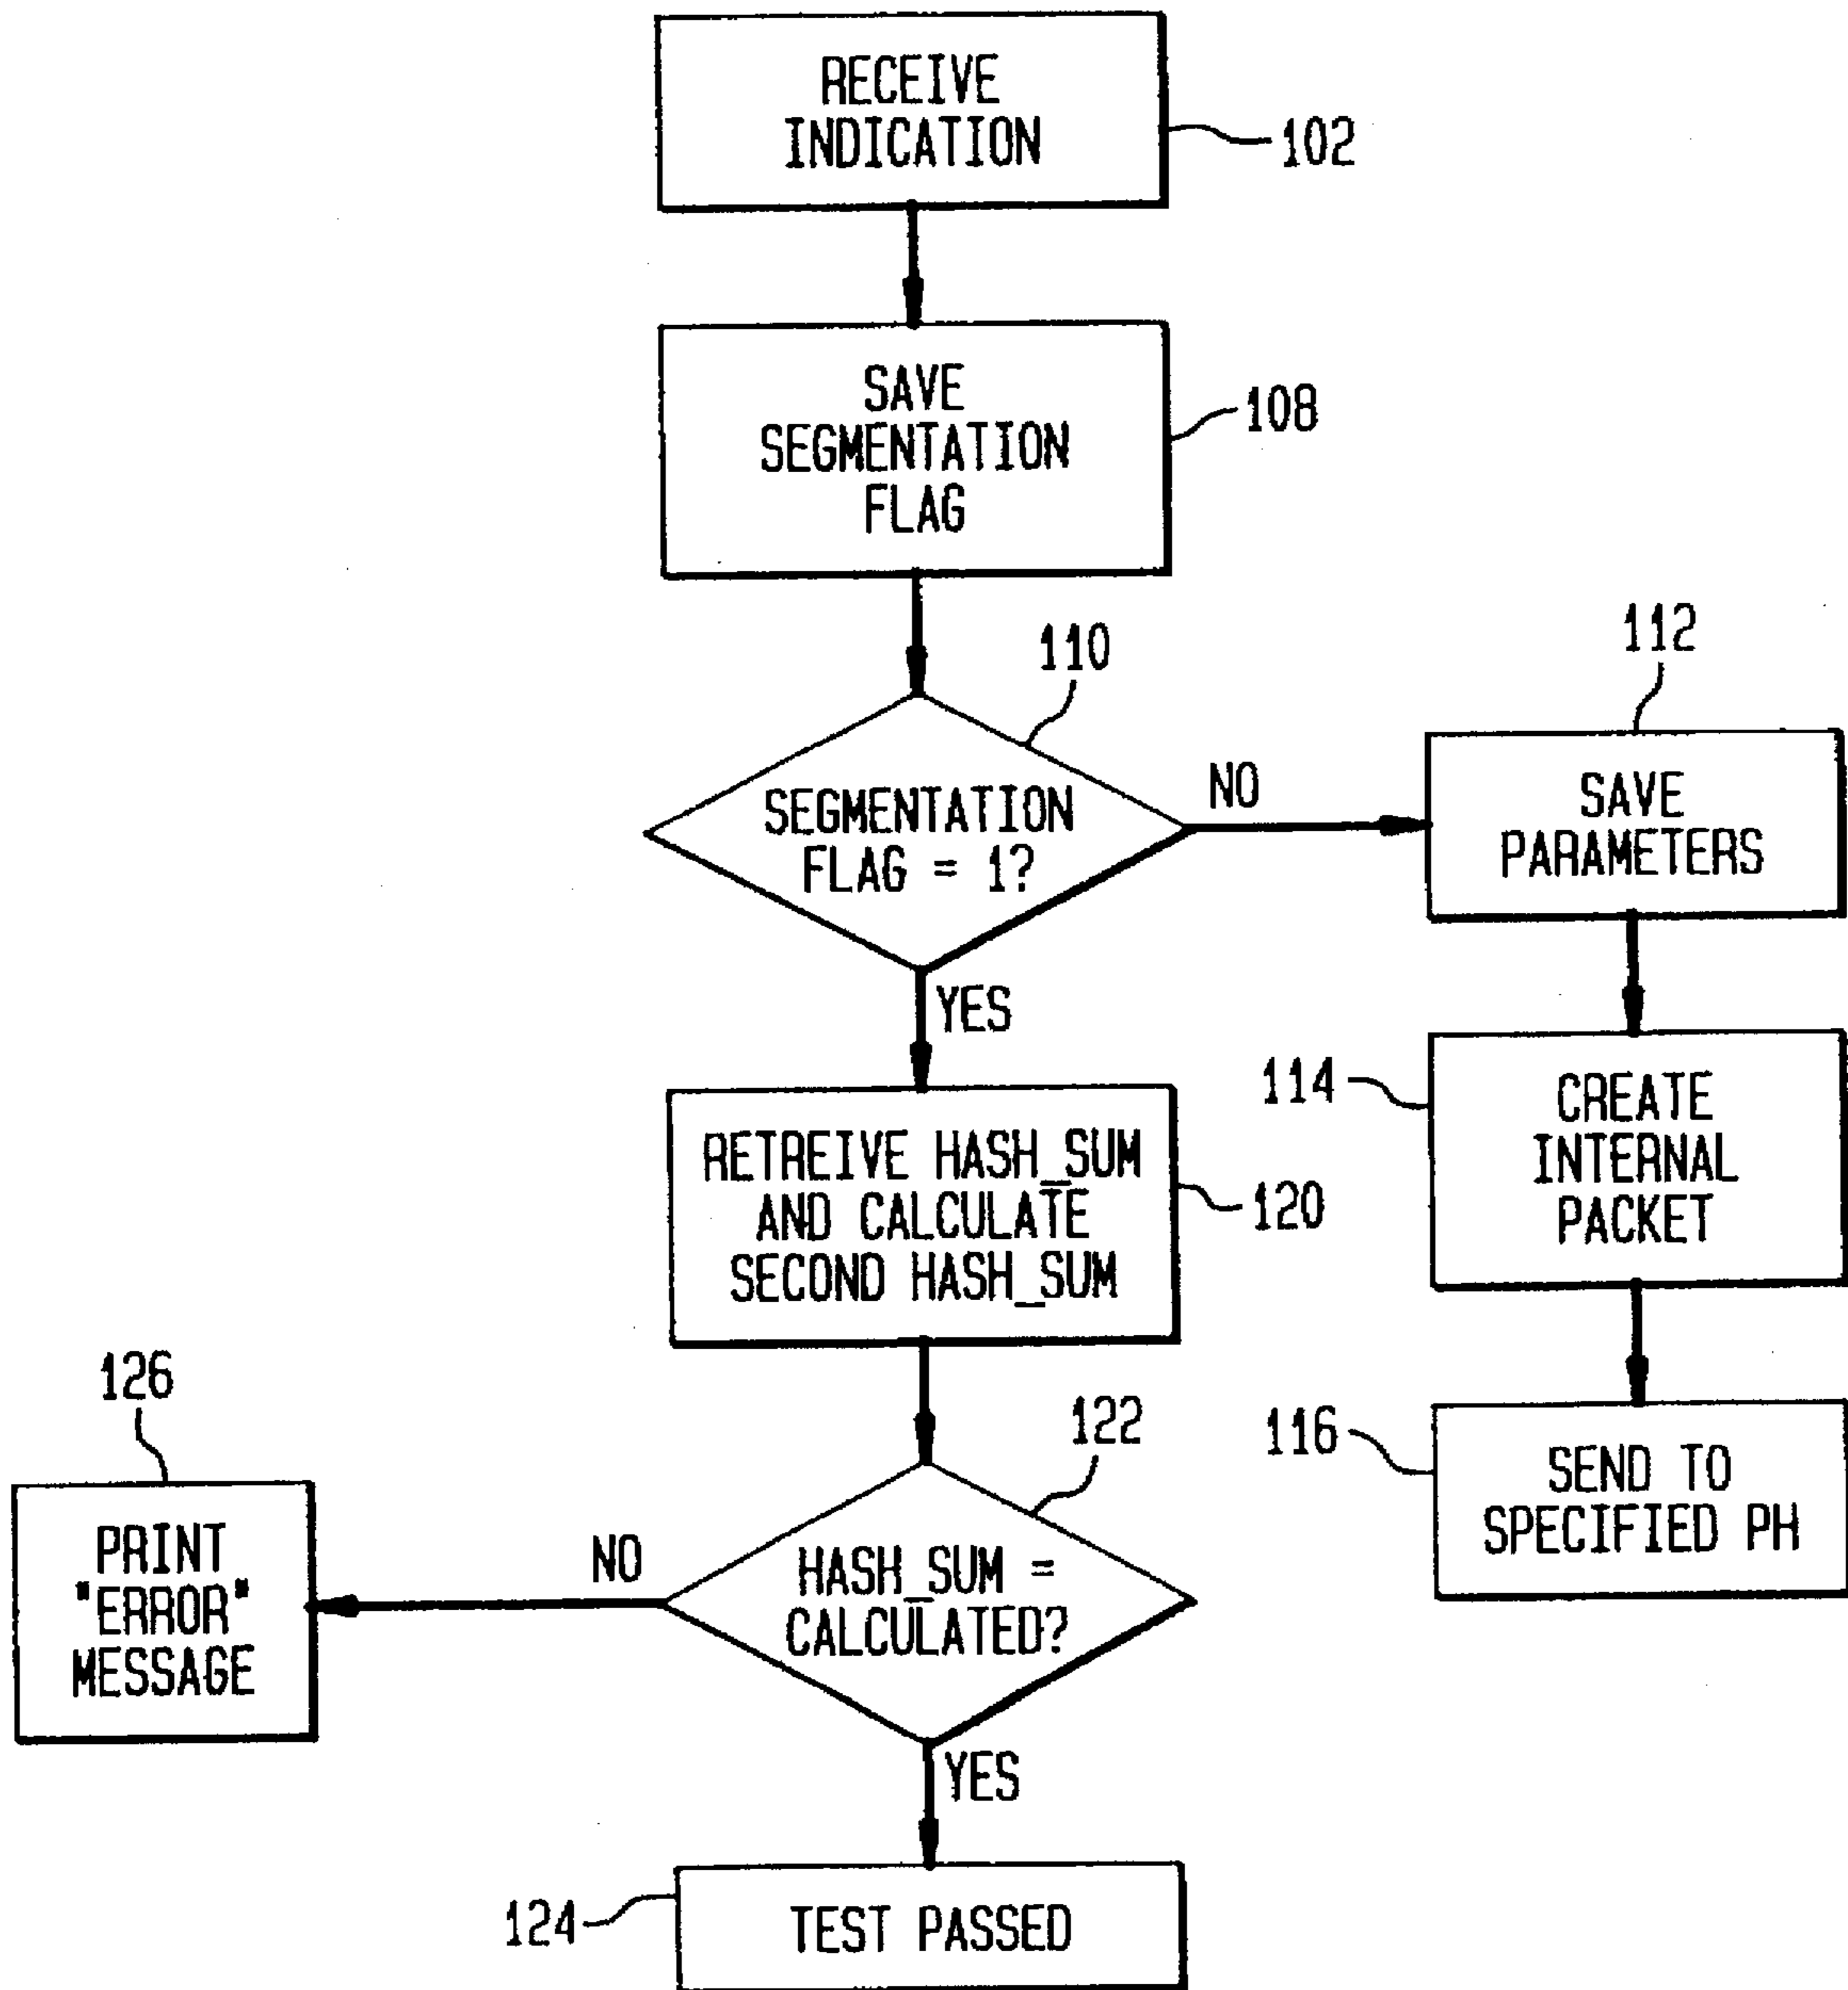 RECEIVE
INDICATION
102
SAVE
SEGMENTATION
FLAG
108
110
SEGMENTATION
FLAG = 1?
NO
112
SAVE
PARAMETERS
YES
114
CREATE
INTERNAL
PACKET
RETREIVE HASH_SUM
AND CALCULATE
SECOND HASH_SUM
120
116
SEND TO
SPECIFIED PH
122
HASH_SUM =
CALCULATED?
NO
126
PRINT
"ERROR"
MESSAGE
YES
124
TEST PASSED